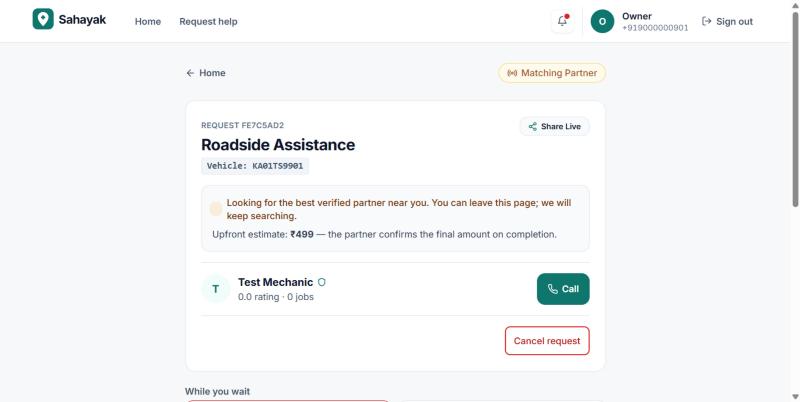 Sahayak
Home
Request help
O
Owner
+919000000901
Sign out
← Home
Matching Partner
REQUEST FE7C5AD2
Share Live
Roadside Assistance
Vehicle: KA01TS9901
Looking for the best verified partner near you. You can leave this page; we will
keep searching.
Upfront estimate: ₹499 — the partner confirms the final amount on completion.
T
Test Mechanic
0.0 rating · 0 jobs
Call
Cancel request
While you wait